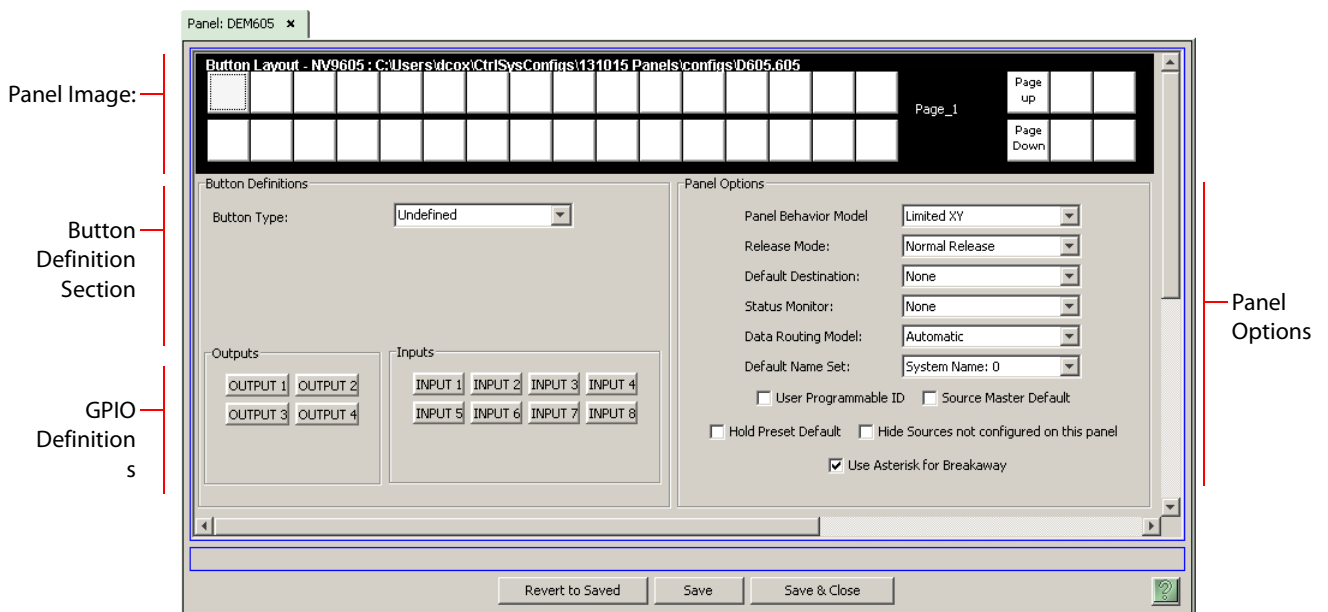 Panel: DEM605 ×
Panel Image:
Button Layout - NV9605 : C:\Users\dcox\CtrlSysConfigs\131015 Panels\configs\D605.605
Page_1
Page
up
Page
Down
Button
Definition
Section
Button Definitions
Button Type:
Undefined
Outputs
OUTPUT 1 OUTPUT 2
OUTPUT 3 OUTPUT 4
Inputs
INPUT 1 INPUT 2 INPUT 3 INPUT 4
INPUT 5 INPUT 6 INPUT 7 INPUT 8
GPIO
Definition
s
Panel Options
Panel Behavior Model Limited XY
Release Mode: Normal Release
Default Destination: None
Status Monitor: None
Data Routing Model: Automatic
Default Name Set: System Name: 0
User Programmable ID Source Master Default
Hold Preset Default Hide Sources not configured on this panel
Use Asterisk for Breakaway
Panel
Options
Revert to Saved Save Save & Close ?